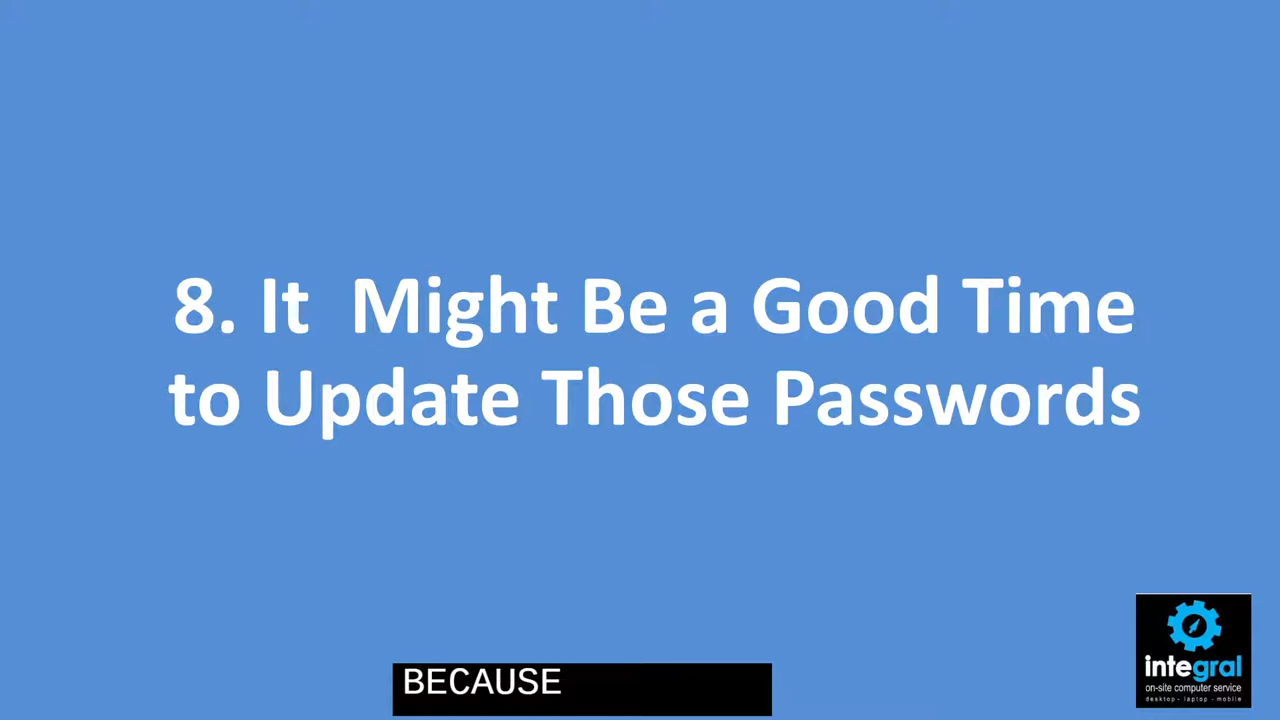 8. It  Might Be a Good Time
to Update Those Passwords
BECAUSE
integral
on-site computer service
desktop - laptop - mobile